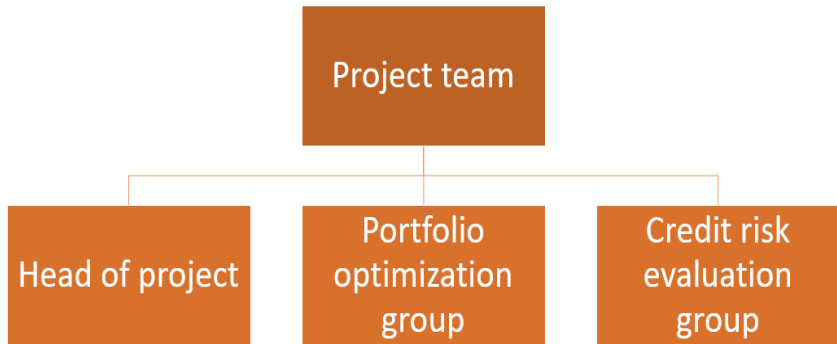 Project team
Head of project
Portfolio
optimization
group
Credit risk
evaluation
group